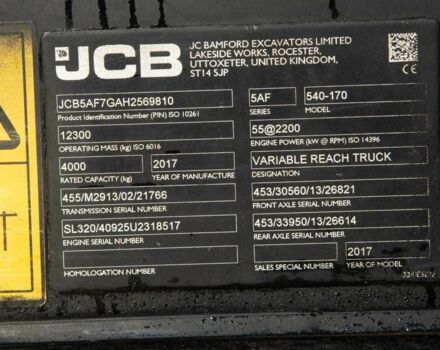 JCB
JC BAMFORD EXCAVATORS LIMITED
LAKESIDE WORKS, ROCESTER,
UTTOXETER, UNITED KINGDOM,
ST14 5JP
JCB5AF7GAH2569810
Product Identification Number (PIN) ISO 10261
5AF
SERIES
540-170
MODEL
12300
OPERATING MASS (kg) ISO 6016
55@2200
ENGINE POWER (kW @ RPM) ISO 14396
4000
RATED CAPACITY (kg)
2017
YEAR OF MANUFACTURE
VARIABLE REACH TRUCK
DESIGNATION
455/M2913/02/21766
TRANSMISSION SERIAL NUMBER
453/30560/13/26821
FRONT AXLE SERIAL NUMBER
SL320/40925U2318517
ENGINE SERIAL NUMBER
453/33950/13/26614
REAR AXLE SERIAL NUMBER
HOMOLOGATION NUMBER
SALES SPECIAL NUMBER
2017
YEAR OF MODEL
T